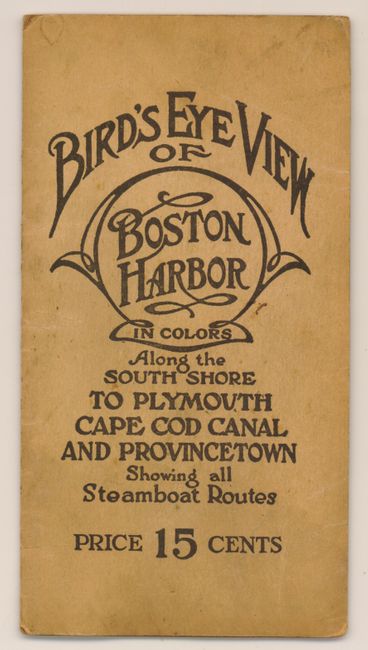 BIRD'S EYE VIEW
OF
BOSTON
HARBOR
IN COLORS
Along the
SOUTH SHORE
TO PLYMOUTH
CAPE COD CANAL
AND PROVINCETOWN
Showing all
Steamboat Routes
PRICE 15 CENTS